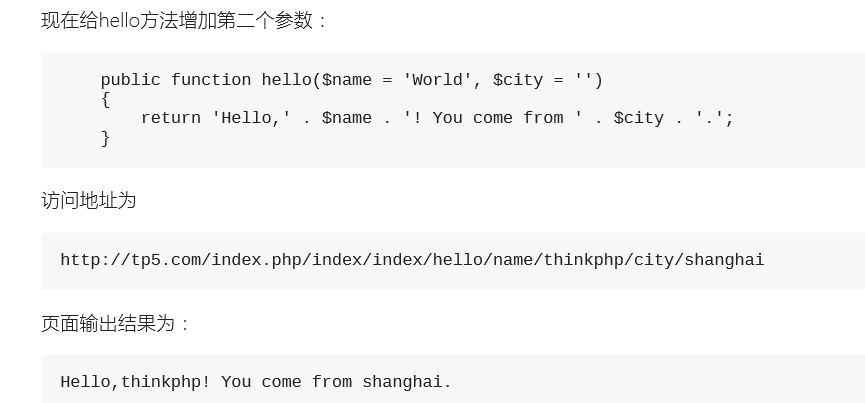 现在给hello方法增加第二个参数：
public function hello($name = 'World', $city = '')
{
return 'Hello,' . $name . '! You come from ' . $city . '.';
}
访问地址为
http://tp5.com/index.php/index/index/hello/name/thinkphp/city/shanghai
页面输出结果为：
Hello,thinkphp! You come from shanghai.